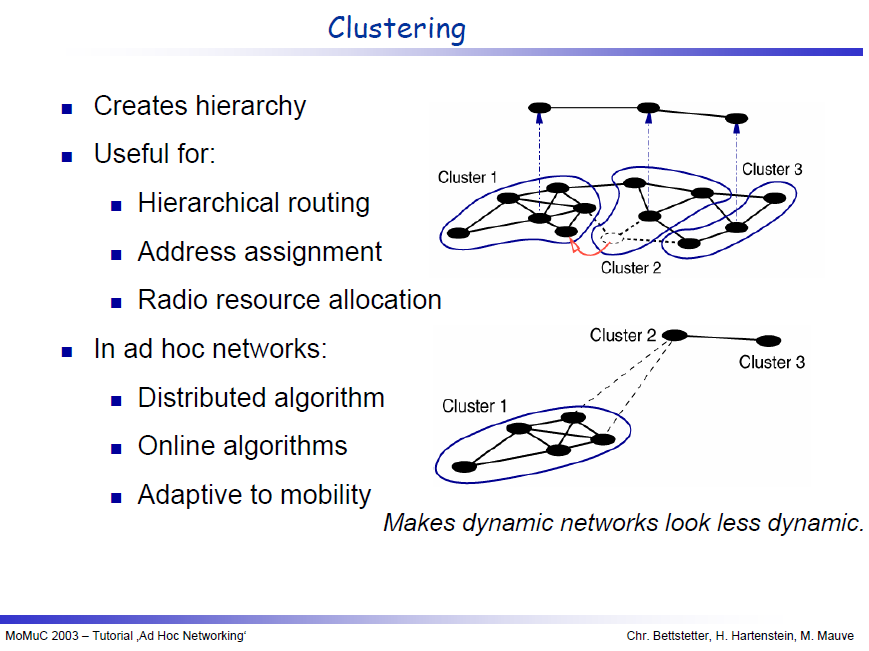 Clustering
Creates hierarchy
Useful for:
Hierarchical routing
Address assignment
Radio resource allocation
In ad hoc networks:
Distributed algorithm
Online algorithms
Adaptive to mobility
Cluster 1
Cluster 3
Cluster 2
Cluster 2
Cluster 3
Cluster 1
Makes dynamic networks look less dynamic.
MoMuC 2003 – Tutorial ‚Ad Hoc Networking‘
Chr. Bettstetter, H. Hartenstein, M. Mauve